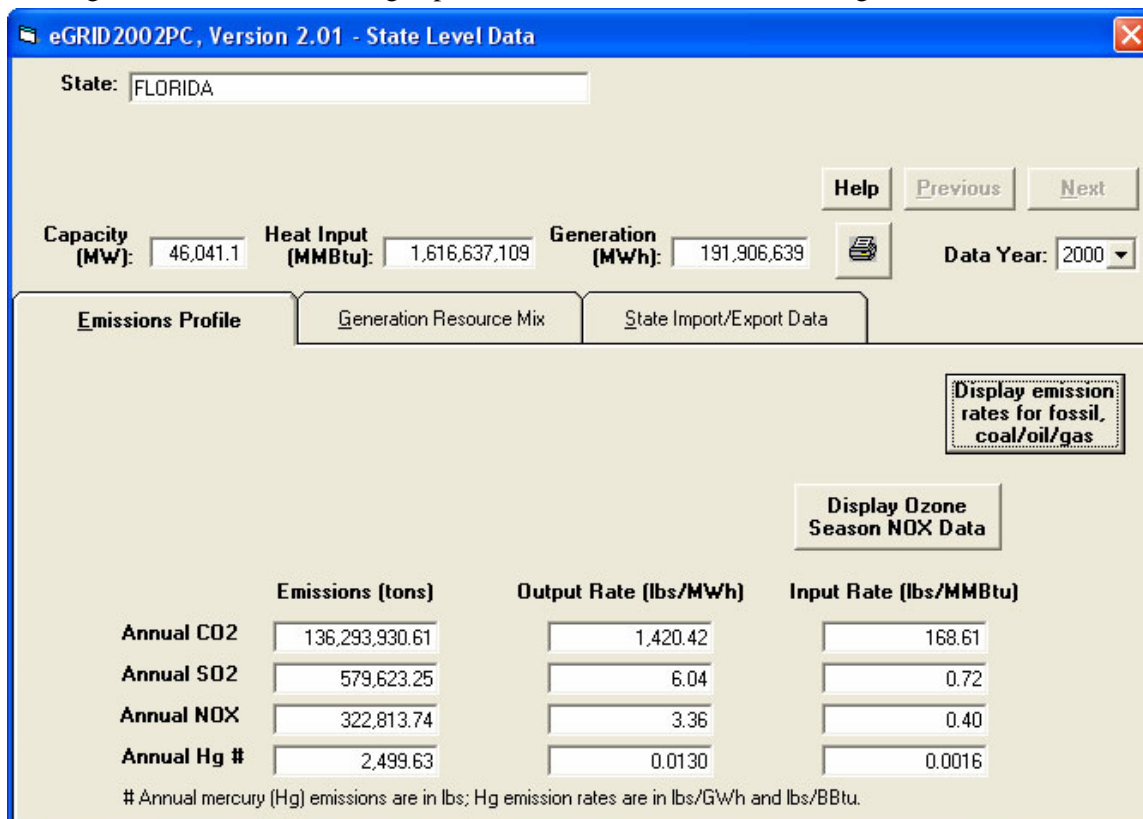 eGRID2002PC, Version 2.01 - State Level Data
State: FLORIDA
Help Previous Next
Capacity (MW): 46,041.1 Heat Input (MMBtu): 1,616,637,109 Generation (MWh): 191,906,639 Data Year: 2000
Emissions Profile Generation Resource Mix State Import/Export Data
Display emission
rates for fossil,
coal/oil/gas
Display Ozone
Season NOX Data
Emissions (tons) Output Rate (lbs/MWh) Input Rate (lbs/MMBtu)
Annual CO2 136,293,930.61 1,420.42 168.61
Annual SO2 579,623.25 6.04 0.72
Annual NOX 322,813.74 3.36 0.40
Annual Hg # 2,499.63 0.0130 0.0016
# Annual mercury (Hg) emissions are in lbs; Hg emission rates are in lbs/GWh and lbs/BBtu.